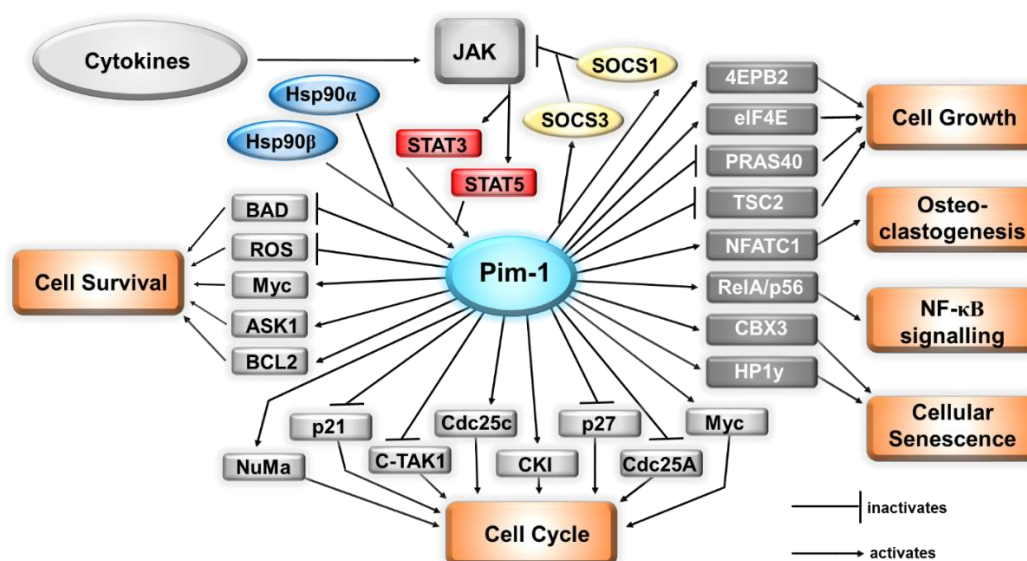 Cytokines
JAK
SOCS1
SOCS3
Hsp90α
Hsp90β
STAT3
STAT5
4EPB2
eIF4E
PRAS40
TSC2
NFATC1
RelA/p56
CBX3
HP1y
Cell Growth
Osteo-
clastogenesis
NF-κB
signalling
Cellular
Senescence
BAD
ROS
Myc
ASK1
BCL2
Cell Survival
Pim-1
p21
Cdc25c
p27
Myc
NuMa
C-TAK1
CKI
Cdc25A
Cell Cycle
inactivates
activates